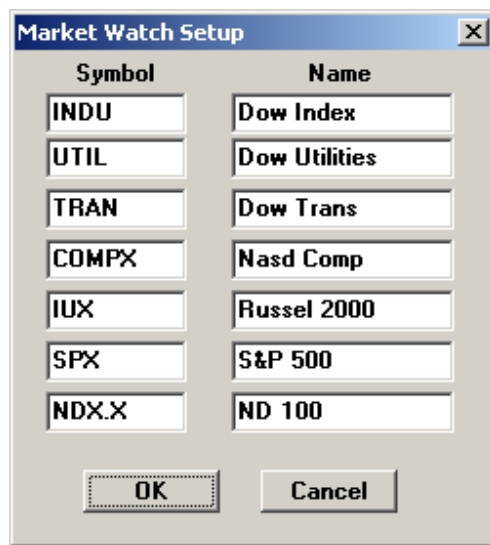 Market Watch Setup
Symbol Name
INDU Dow Index
UTIL Dow Utilities
TRAN Dow Trans
COMPX Nasd Comp
IUX Russel 2000
SPX S&P 500
NDX.X ND 100
OK Cancel